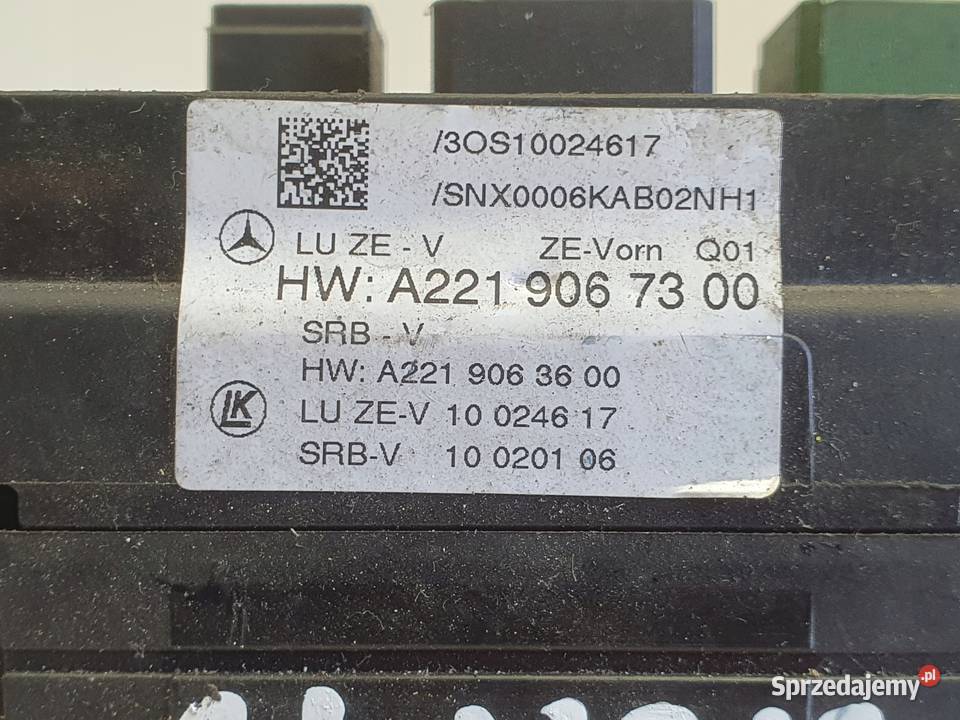 /3OS10024617
/SNX0006KAB02NH1
LU ZE - V ZE-Vorn Q01
HW: A221 906 73 00
SRB - V
HW: A221 906 36 00
LK
LU ZE-V 10 0246 17
SRB-V 10 0201 06
Sprzedajemy.pl